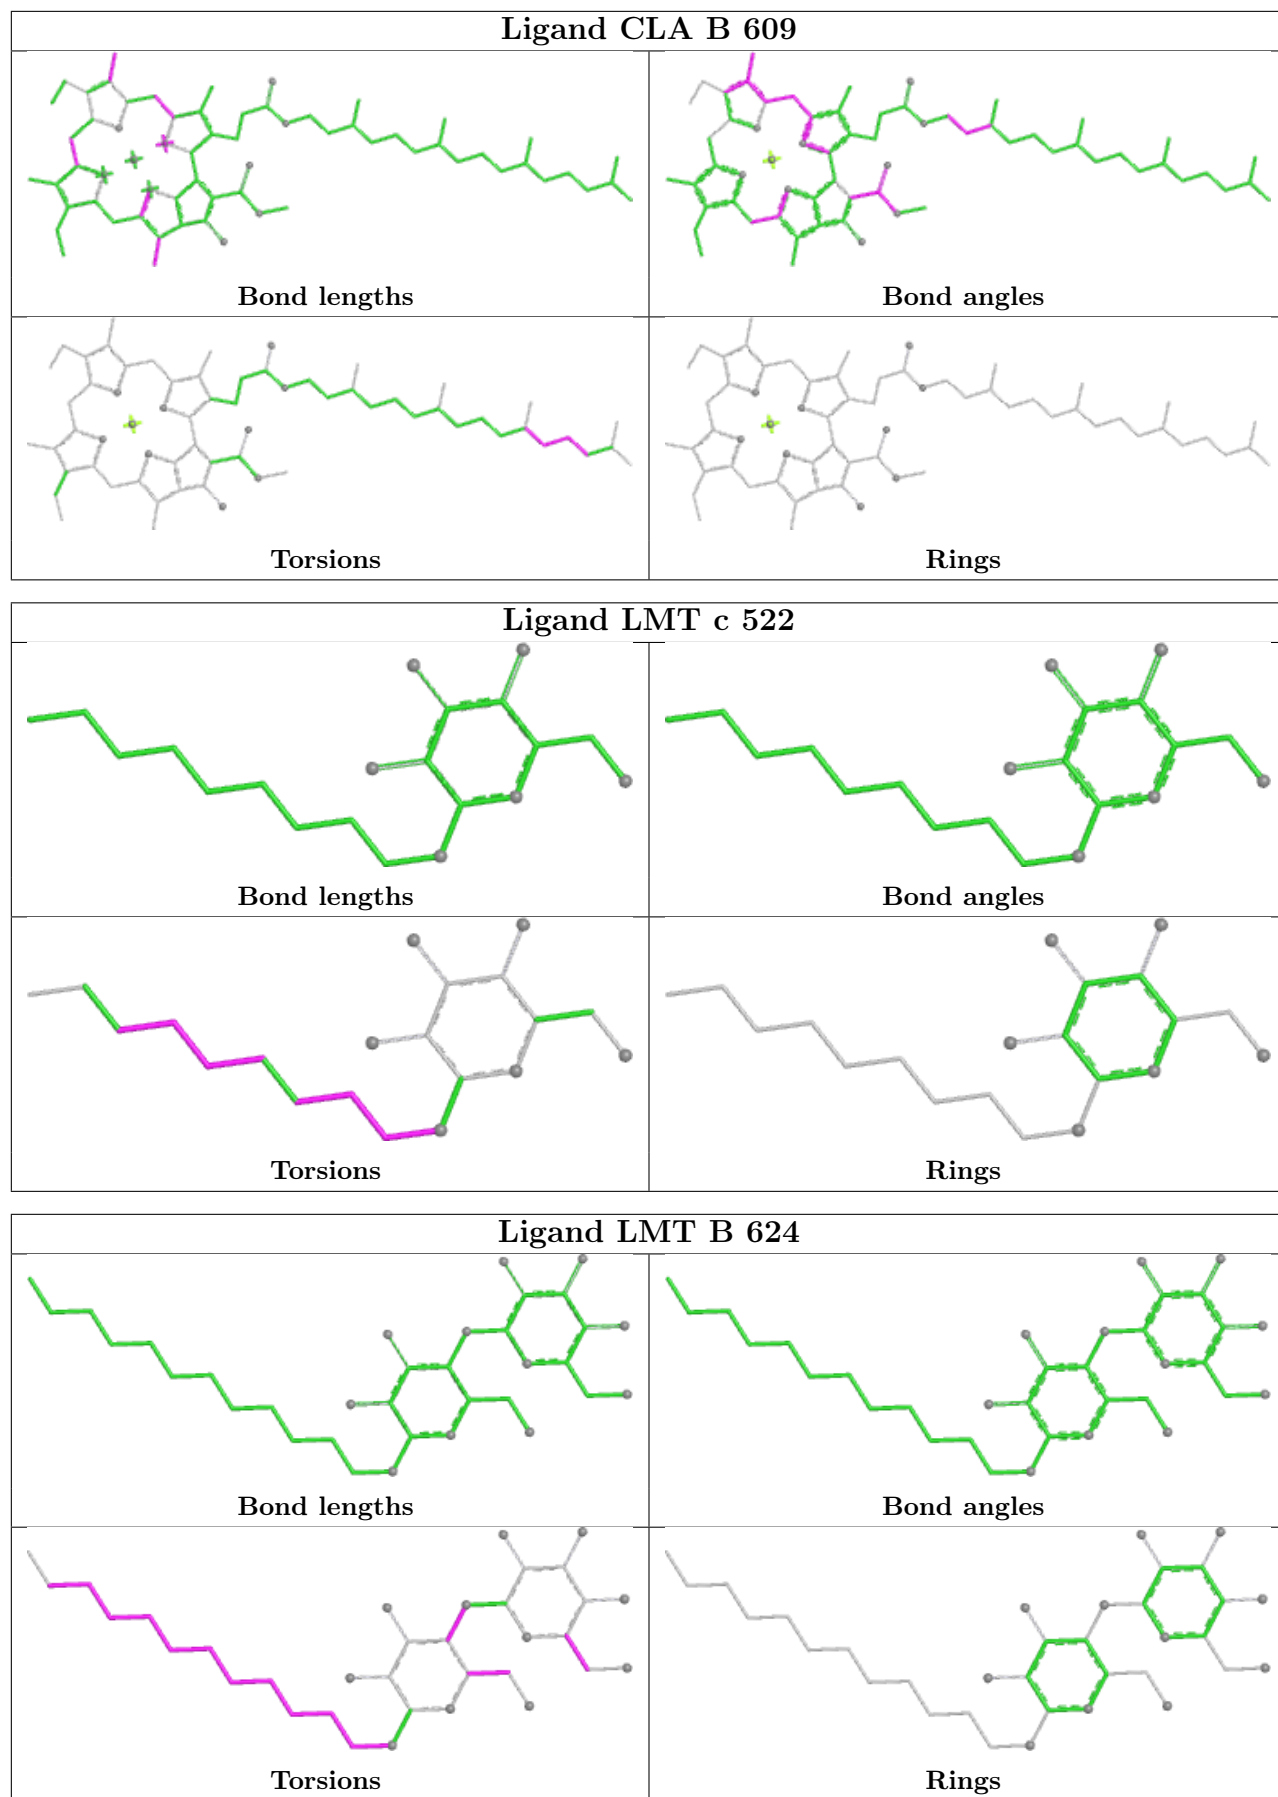 Ligand CLA B 609
Bond lengths
Bond angles
Torsions
Rings
Ligand LMT c 522
Bond lengths
Bond angles
Torsions
Rings
Ligand LMT B 624
Bond lengths
Bond angles
Torsions
Rings